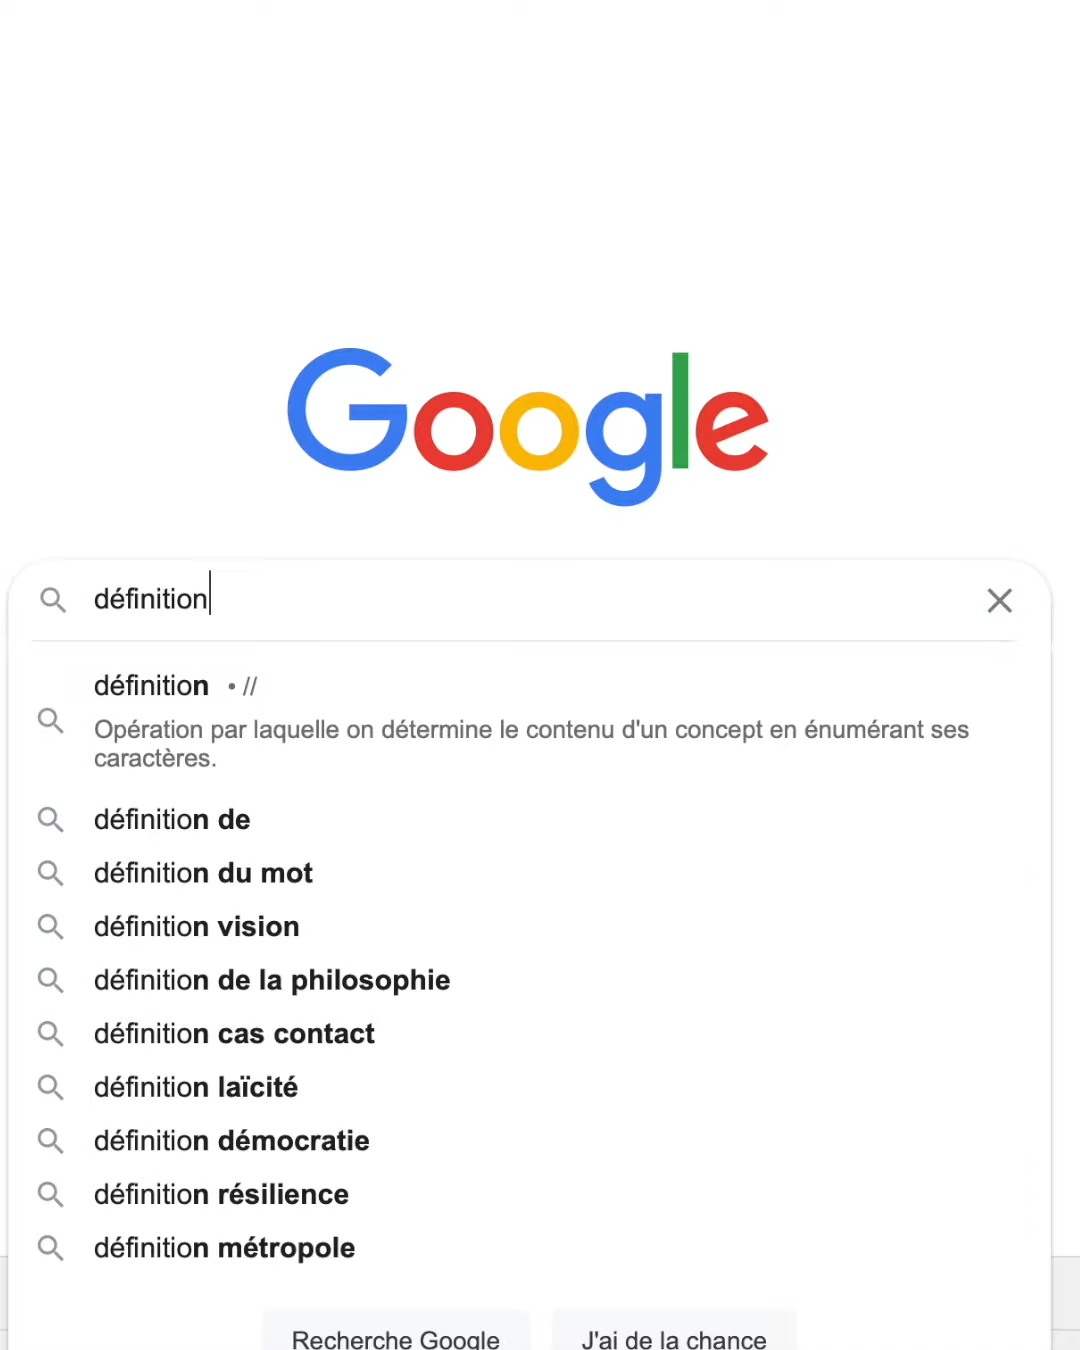 Google
définition
définition • //
Opération par laquelle on détermine le contenu d'un concept en énumérant ses
caractères.
définition de
définition du mot
définition vision
définition de la philosophie
définition cas contact
définition laïcité
définition démocratie
définition résilience
définition métropole
Recherche Google J'ai de la chance